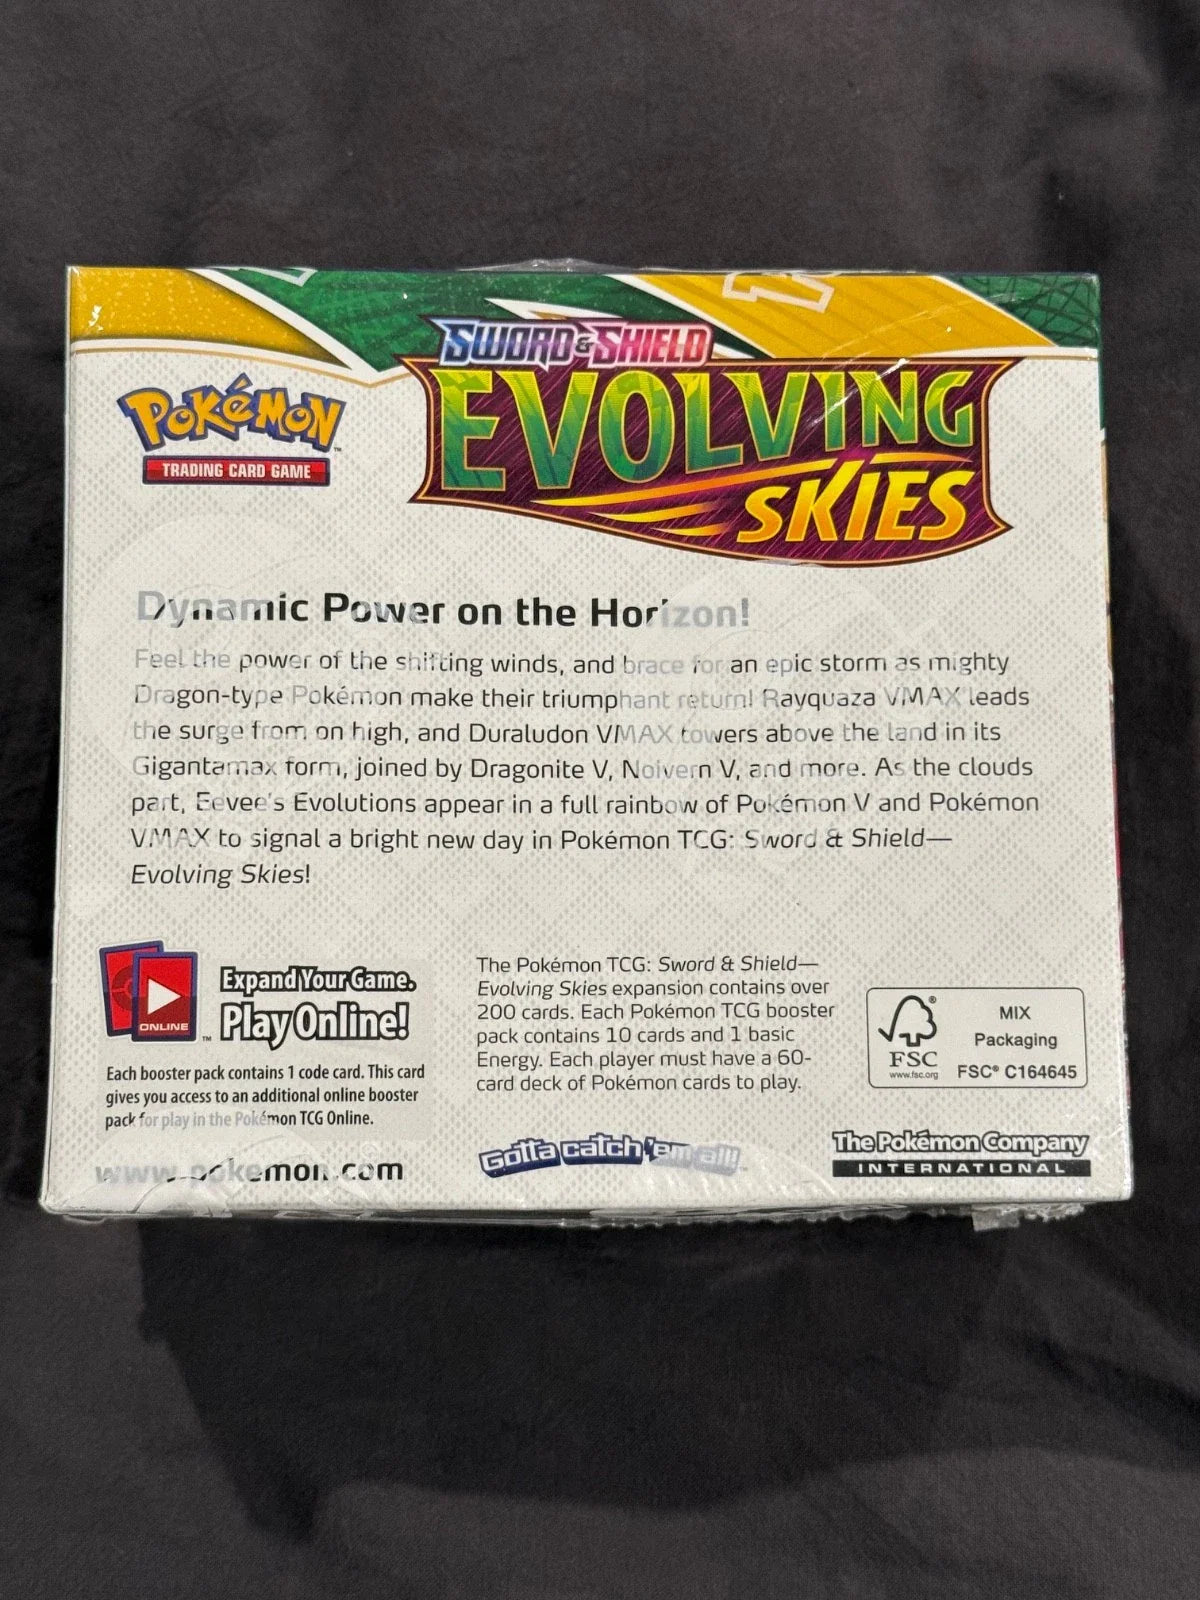 SWORD & SHIELD
EVOLVING
SKIES
POKéMON™
TRADING CARD GAME
Dynamic Power on the Horizon!
Feel the power of the shifting winds, and brace for an epic storm as mighty
Dragon-type Pokémon make their triumphant return! Rayquaza VMAX leads
the surge from on high, and Duraludon VMAX towers above the land in its
Gigantamax form, joined by Dragonite V, Noivern V, and more. As the clouds
part, Eevee's Evolutions appear in a full rainbow of Pokémon V and Pokémon
VMAX to signal a bright new day in Pokémon TCG: Sword & Shield—
Evolving Skies!
ONLINE™
Expand Your Game.
Play Online!
Each booster pack contains 1 code card. This card
gives you access to an additional online booster
pack for play in the Pokémon TCG Online.
www.pokemon.com
The Pokémon TCG: Sword & Shield—
Evolving Skies expansion contains over
200 cards. Each Pokémon TCG booster
pack contains 10 cards and 1 basic
Energy. Each player must have a 60-
card deck of Pokémon cards to play.
Gotta catch 'em all!™
®
FSC
www.fsc.org
MIX
Packaging
FSC® C164645
The Pokémon Company
INTERNATIONAL